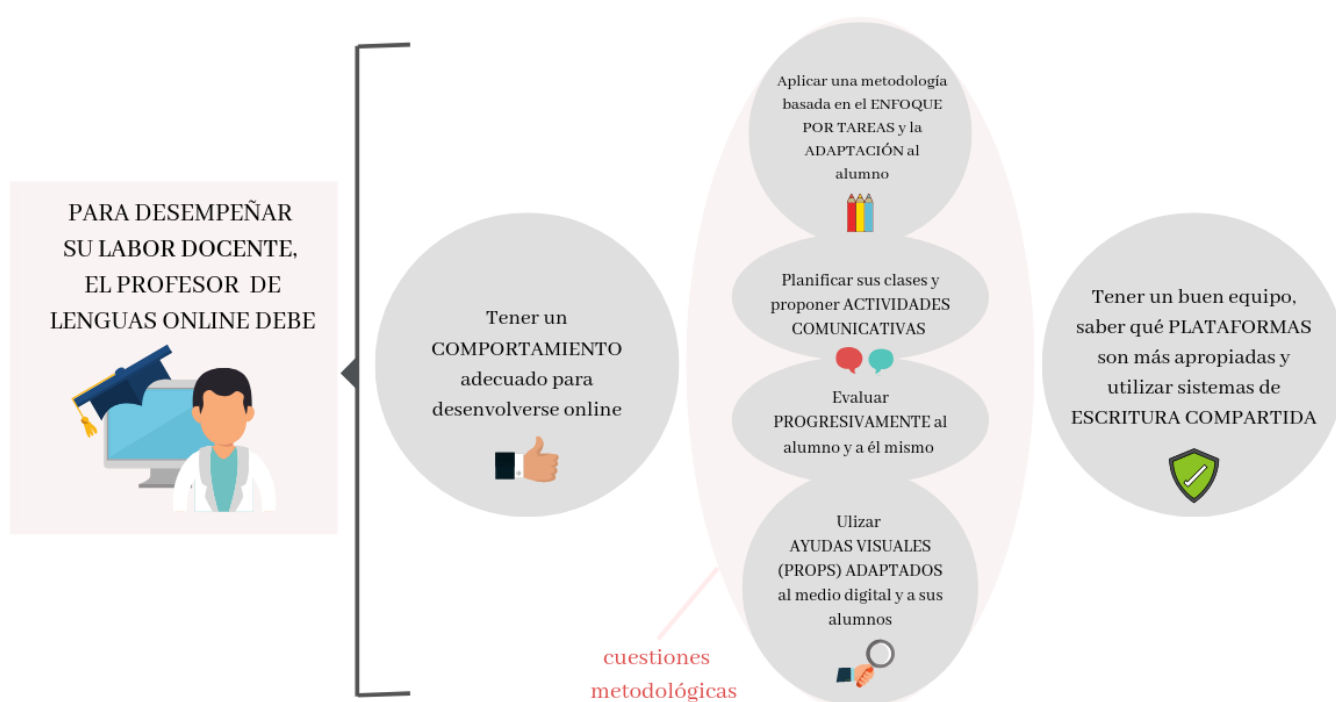 PARA DESEMPEÑAR
SU LABOR DOCENTE,
EL PROFESOR DE
LENGUAS ONLINE DEBE
Tener un
COMPORTAMIENTO
adecuado para
desenvolverse online
Aplicar una metodología
basada en el ENFOQUE
POR TAREAS y la
ADAPTACIÓN al
alumno
Planificar sus clases y
proponer ACTIVIDADES
COMUNICATIVAS
Evaluar
PROGRESIVAMENTE al
alumno y a él mismo
Ulizar
AYUDAS VISUALES
(PROPS) ADAPTADOS
al medio digital y a sus
alumnos
cuestiones
metodológicas
Tener un buen equipo,
saber qué PLATAFORMAS
son más apropiadas y
utilizar sistemas de
ESCRITURA COMPARTIDA